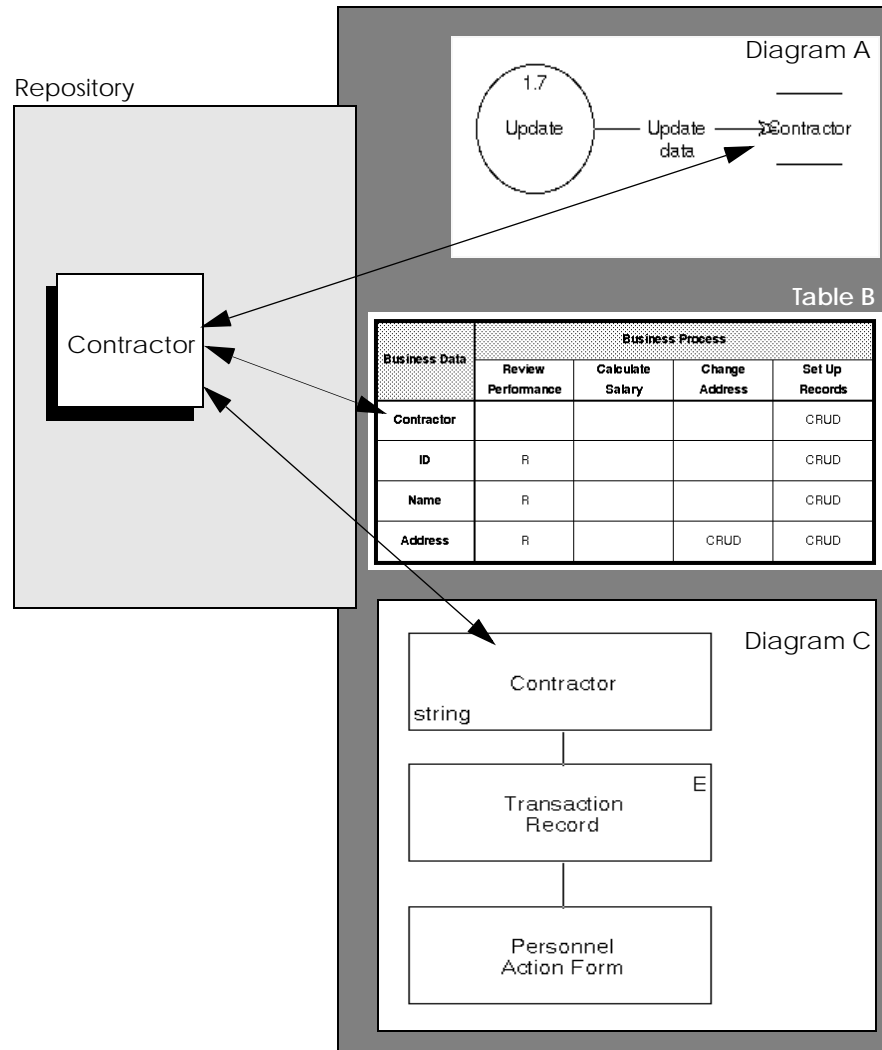 Repository
Contractor
Diagram A
1.7
Update
Update
data
Contractor
Table B
Business Data
Business Process
Review
Performance
Calculate
Salary
Change
Address
Set Up
Records
Contractor
CRUD
ID
R
CRUD
Name
R
CRUD
Address
R
CRUD
CRUD
Diagram C
Contractor
string
E
Transaction
Record
Personnel
Action Form